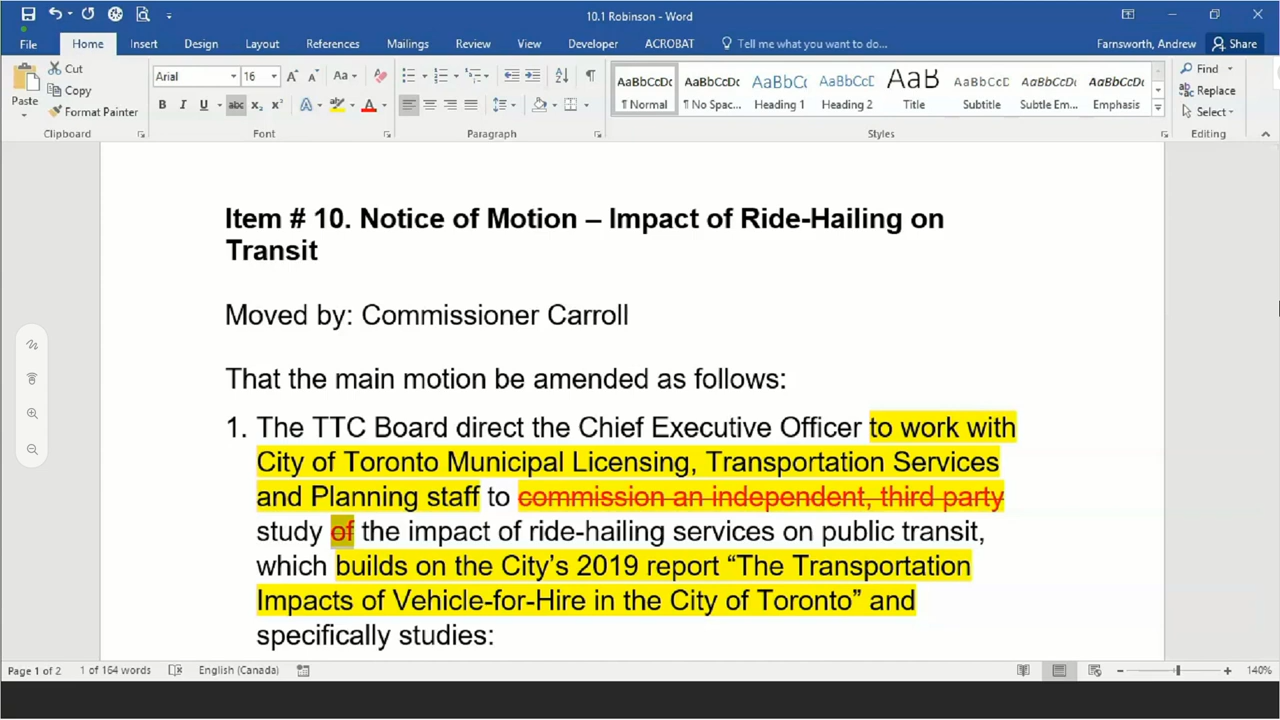 10.1 Robinson - Word
File Home Insert Design Layout References Mailings Review View Developer ACROBAT Tell me what you want to do... Farnsworth, Andrew Share
Paste Cut Copy Format Painter
Clipboard
Arial 16
Font
Paragraph
AaBbCcDc AaBbCcDc AaBbC( AaBbCcD AaB AaBbCcD AaBbCcDt AaBbCcDt
¶ Normal ¶ No Spac... Heading 1 Heading 2 Title Subtitle Subtle Em... Emphasis
Styles
Find
Replace
Select
Editing
Item # 10. Notice of Motion – Impact of Ride-Hailing on
Transit
Moved by: Commissioner Carroll
That the main motion be amended as follows:
1. The TTC Board direct the Chief Executive Officer to work with
City of Toronto Municipal Licensing, Transportation Services
and Planning staff to commission an independent, third party
study of the impact of ride-hailing services on public transit,
which builds on the City’s 2019 report “The Transportation
Impacts of Vehicle-for-Hire in the City of Toronto” and
specifically studies:
Page 1 of 2 1 of 164 words English (Canada) 140%